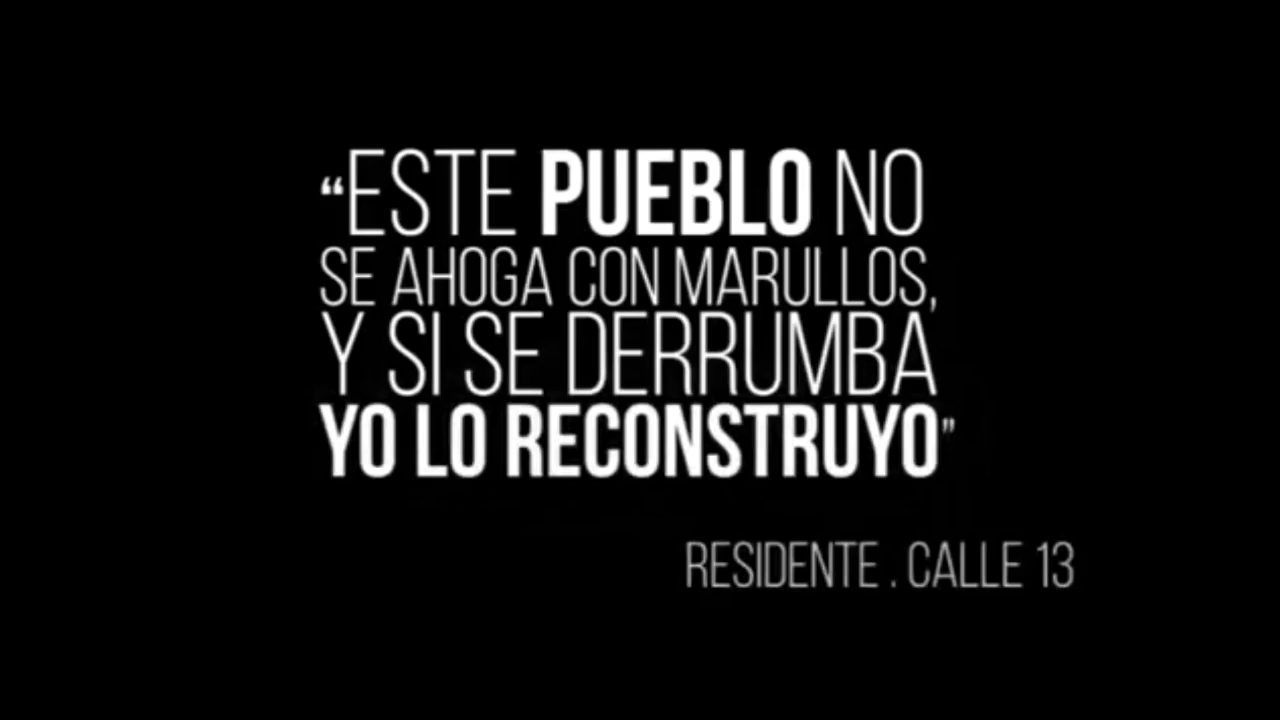 “ESTE PUEBLO NO
SE AHOGA CON MARULLOS,
Y SI SE DERRUMBA
YO LO RECONSTRUYO”
RESIDENTE . CALLE 13